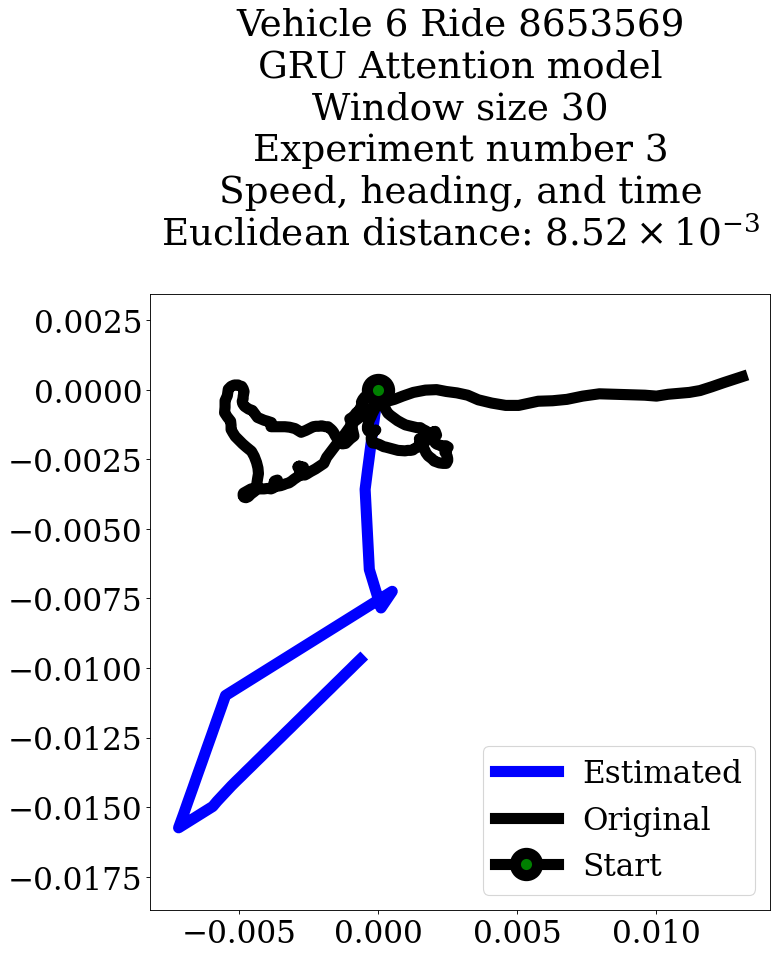 Vehicle 6 Ride 8653569
GRU Attention model
Window size 30
Experiment number 3
Speed, heading, and time
Euclidean distance: 8.52 × 10⁻³
0.0025
0.0000
−0.0025
−0.0050
−0.0075
−0.0100
−0.0125
−0.0150
−0.0175
Estimated
Original
Start
−0.005 0.000 0.005 0.010